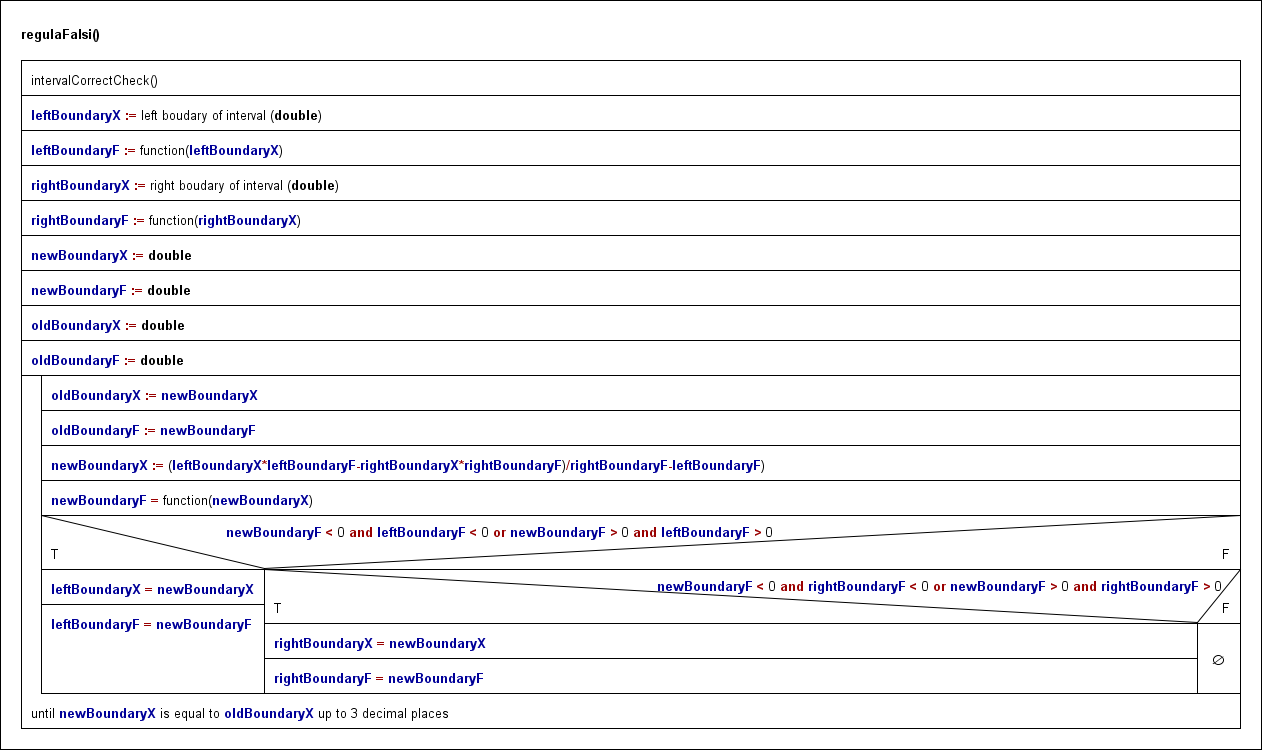 regulaFalsi()
intervalCorrectCheck()
leftBoundaryX := left boudary of interval (double)
leftBoundaryF := function(leftBoundaryX)
rightBoundaryX := right boudary of interval (double)
rightBoundaryF := function(rightBoundaryX)
newBoundaryX := double
newBoundaryF := double
oldBoundaryX := double
oldBoundaryF := double
oldBoundaryX := newBoundaryX
oldBoundaryF := newBoundaryF
newBoundaryX := (leftBoundaryX*leftBoundaryF-rightBoundaryX*rightBoundaryF)/rightBoundaryF-leftBoundaryF)
newBoundaryF = function(newBoundaryX)
newBoundaryF < 0 and leftBoundaryF < 0 or newBoundaryF > 0 and leftBoundaryF > 0
T
F
leftBoundaryX = newBoundaryX
leftBoundaryF = newBoundaryF
newBoundaryF < 0 and rightBoundaryF < 0 or newBoundaryF > 0 and rightBoundaryF > 0
T
F
rightBoundaryX = newBoundaryX
rightBoundaryF = newBoundaryF
∅
until newBoundaryX is equal to oldBoundaryX up to 3 decimal places